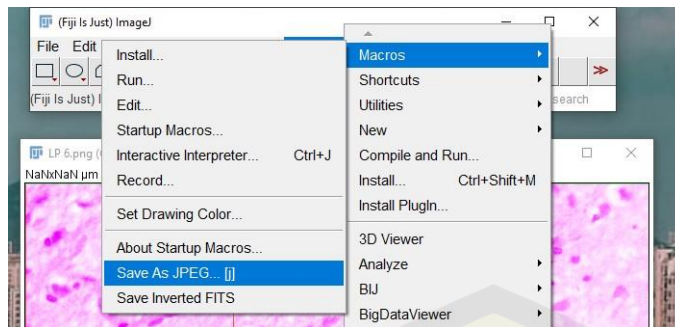 (Fiji Is Just) ImageJ
File Edit
(Fiji Is Just) I
search
Install...
Run...
Edit...
Startup Macros...
Interactive Interpreter... Ctrl+J
Record...
Set Drawing Color...
About Startup Macros...
Save As JPEG... [j]
Save Inverted FITS
Macros
Shortcuts
Utilities
New
Compile and Run...
Install... Ctrl+Shift+M
Install PlugIn...
3D Viewer
Analyze
BIJ
BigDataViewer
LP 6.png (
NaNxNaN µm